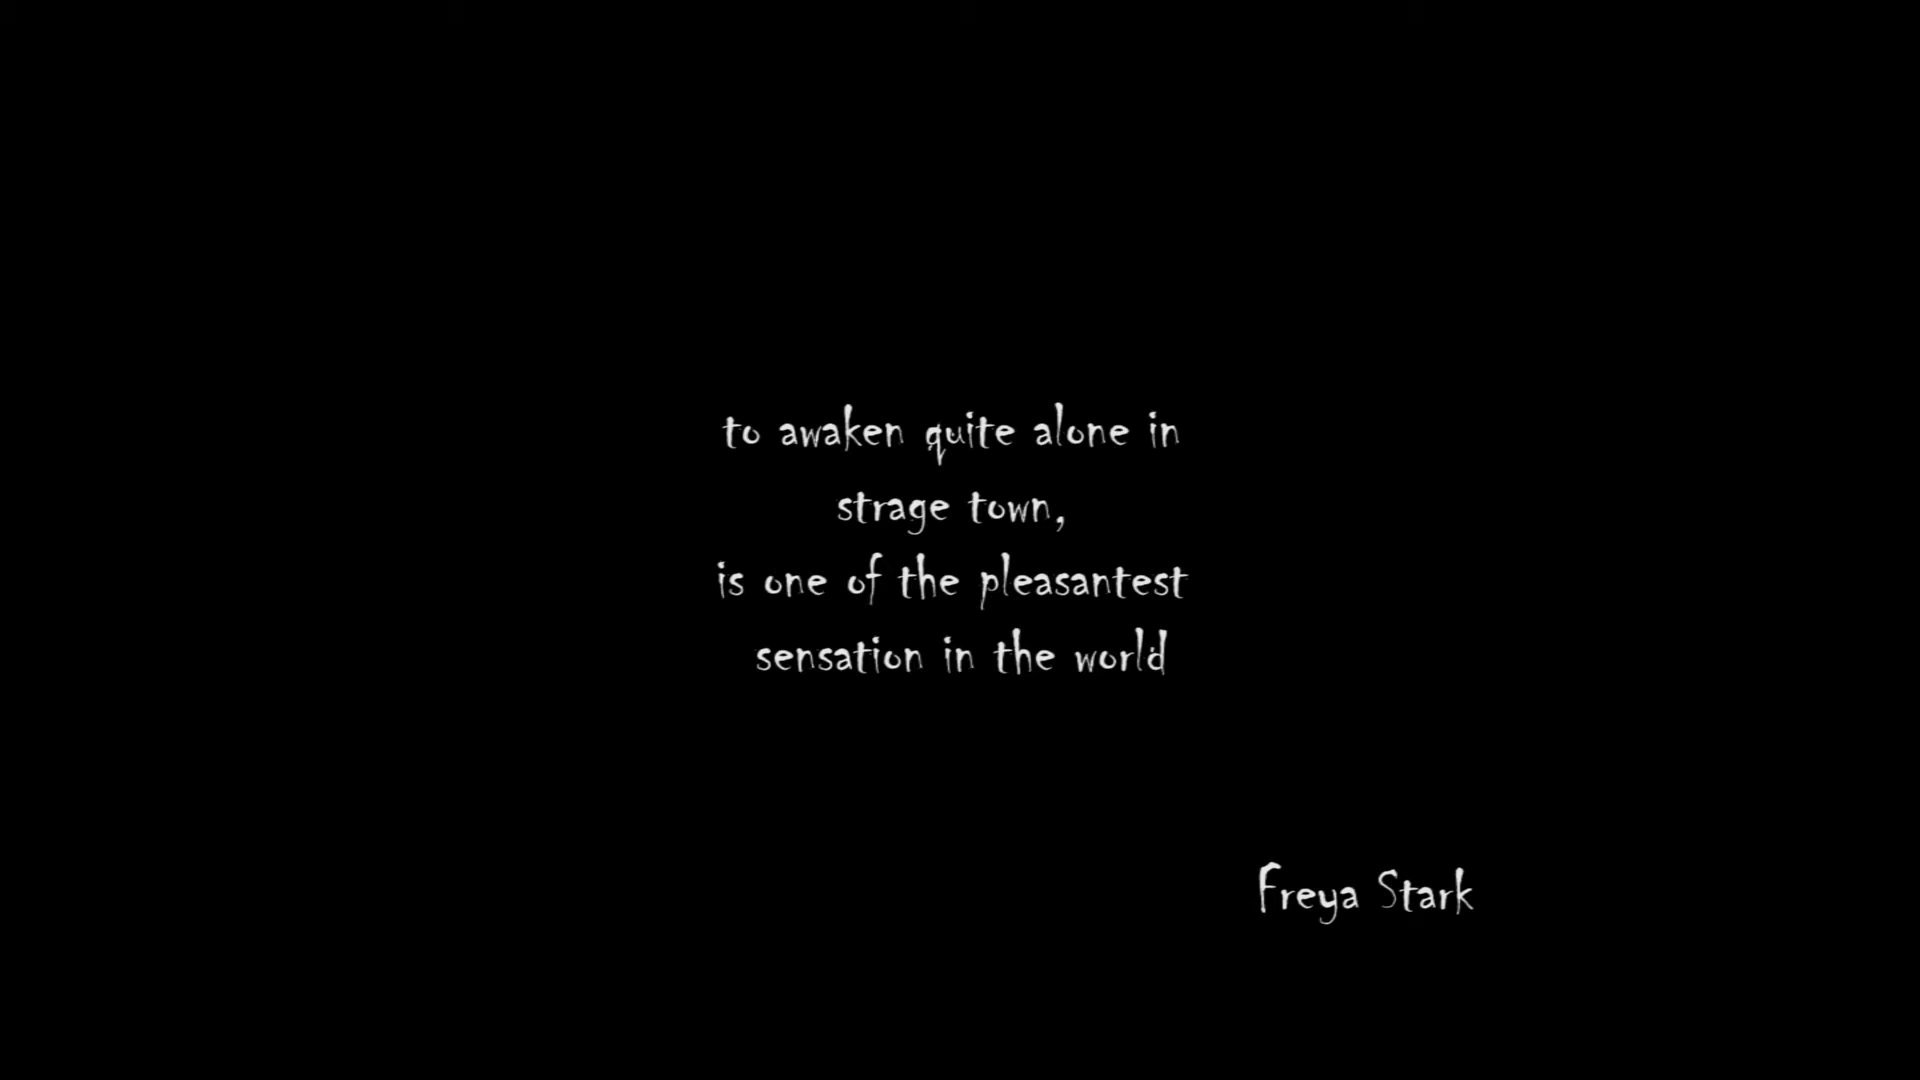 to awaken quite alone in
strage town,
is one of the pleasantest
sensation in the world
Freya Stark